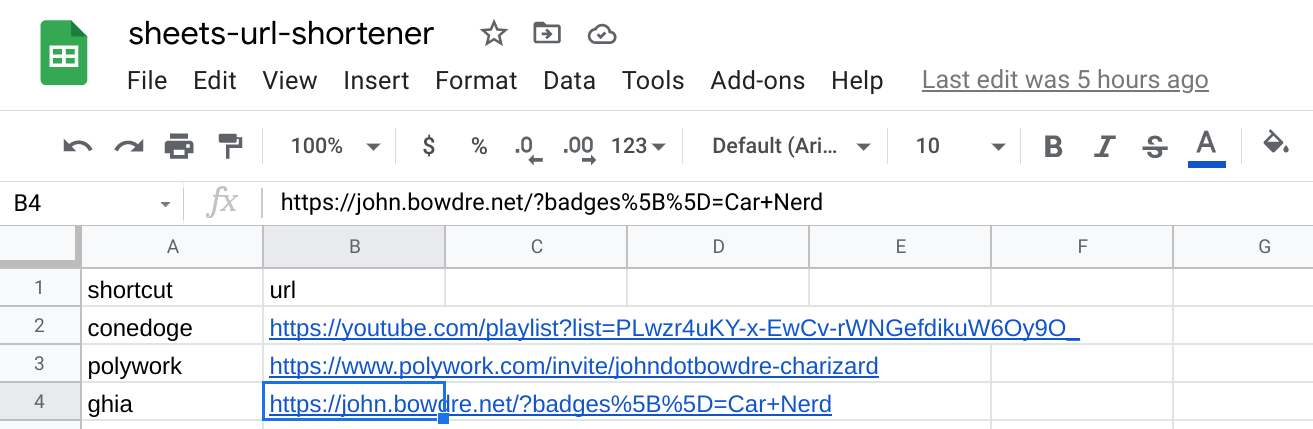 sheets-url-shortener
File Edit View Insert Format Data Tools Add-ons Help Last edit was 5 hours ago
100% $ % .0 .00 123 Default (Ari... 10 B I S A
B4 fx https://john.bowdre.net/?badges%5B%5D=Car+Nerd
A B C D E F G
1 shortcut url
2 conedoge https://youtube.com/playlist?list=PLwzr4uKY-x-EwCv-rWNGefdikuW6Oy9O_
3 polywork https://www.polywork.com/invite/johndotbowdre-charizard
4 ghia https://john.bowdre.net/?badges%5B%5D=Car+Nerd